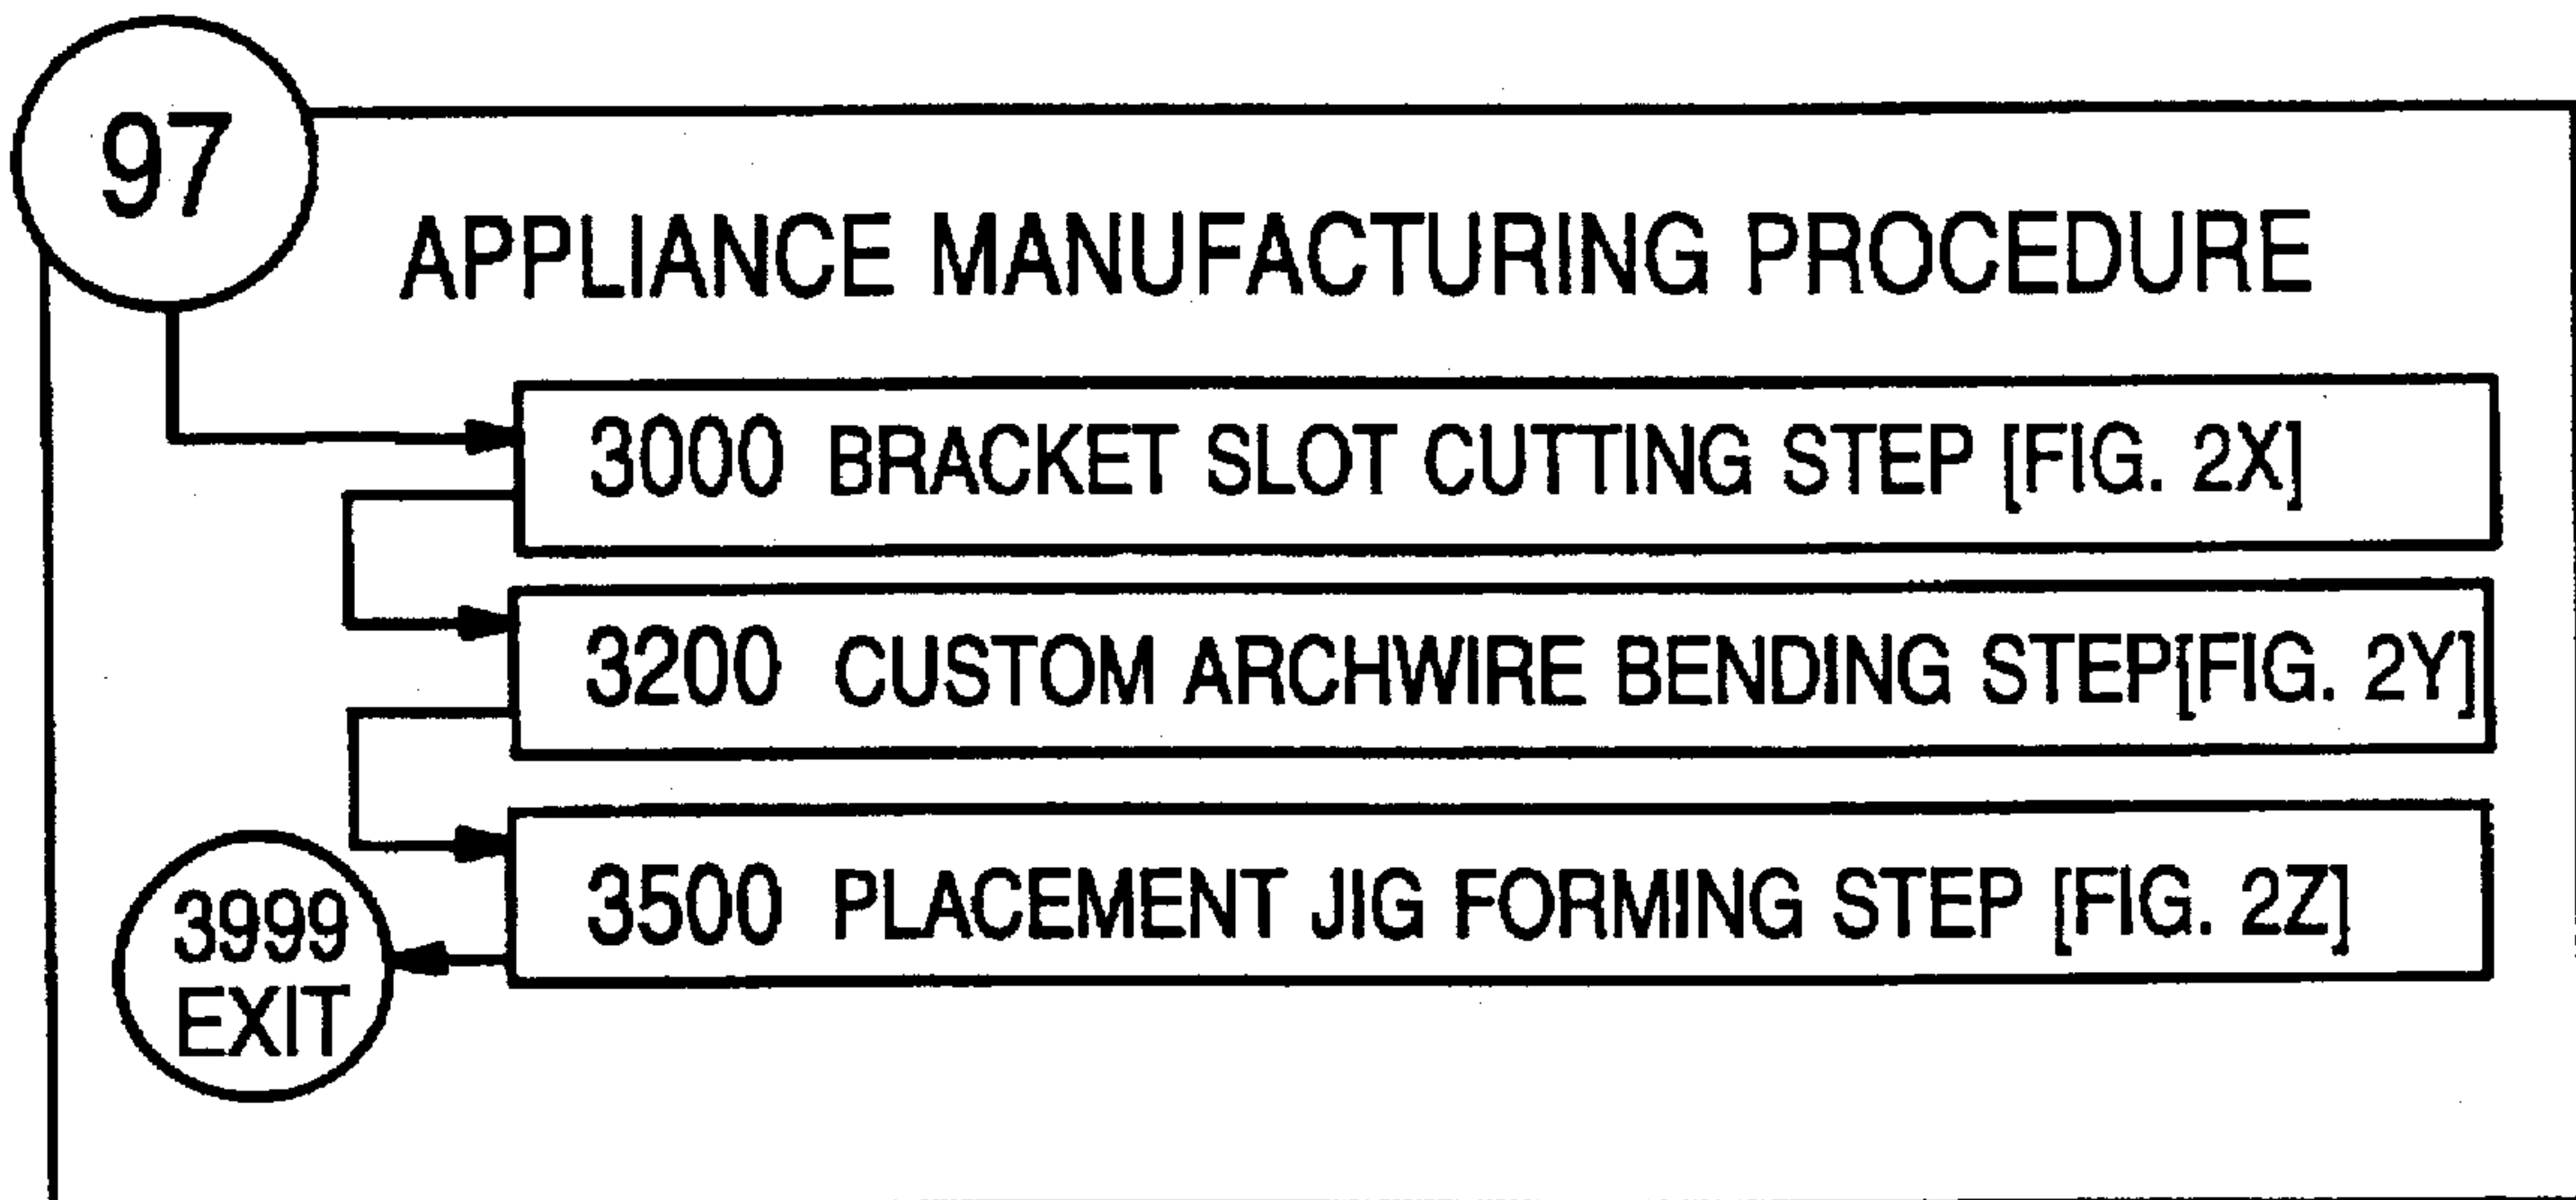 97
APPLIANCE MANUFACTURING PROCEDURE
3000 BRACKET SLOT CUTTING STEP [FIG. 2X]
3200 CUSTOM ARCHWIRE BENDING STEP[FIG. 2Y]
3500 PLACEMENT JIG FORMING STEP [FIG. 2Z]
3999
EXIT